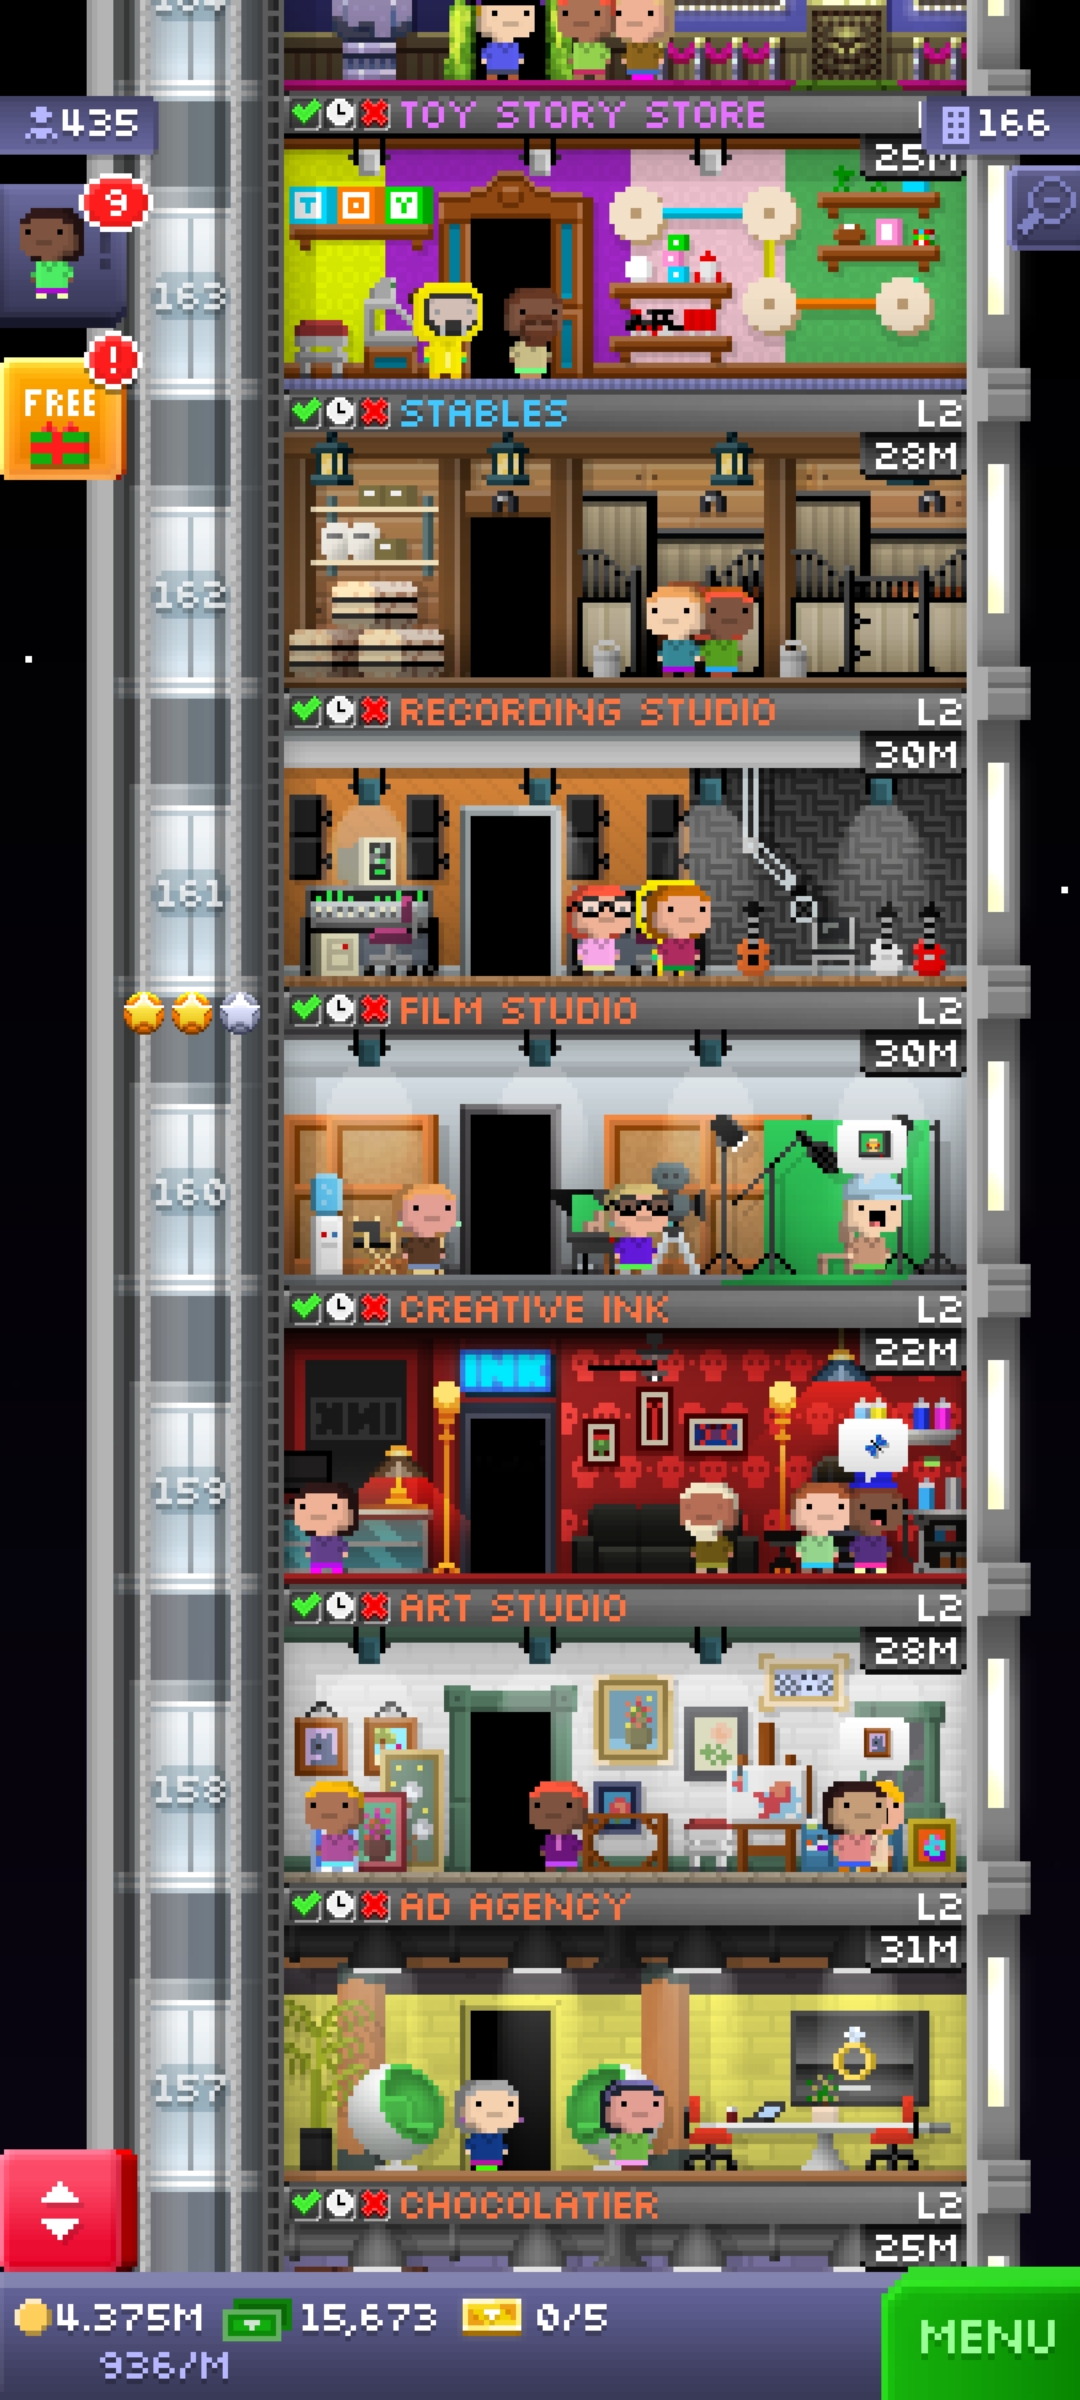 435
TOY STORY STORE
166
25M
9
TOY
163
!
FREE
STABLES L2
28M
162
RECORDING STUDIO L2
30M
161
FILM STUDIO L2
30M
160
CREATIVE INK L2
22M
INK
159
ART STUDIO L2
28M
158
AD AGENCY L2
31M
157
CHOCOLATIER L2
25M
4.375M 15,673 0/5
936/M
MENU